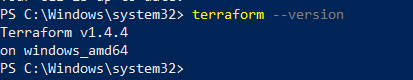 PS C:\Windows\system32> terraform --version
Terraform v1.4.4
on windows_amd64
PS C:\Windows\system32>